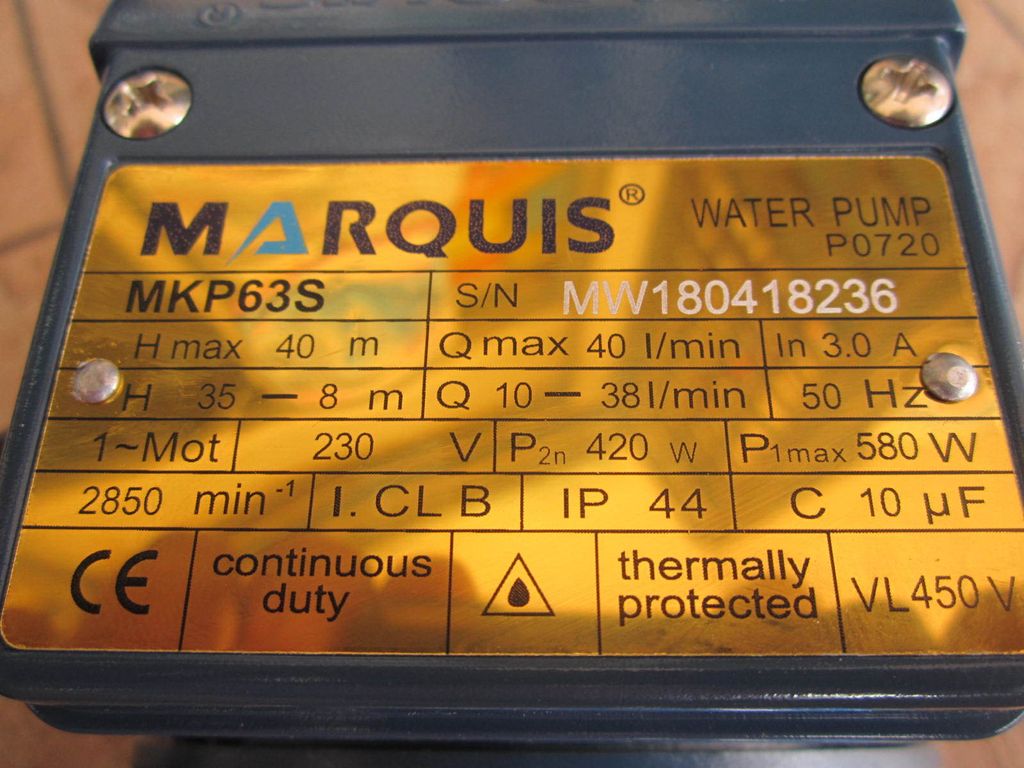 MARQUIS® WATER PUMP
P0720
MKP63S S/N MW180418236
H max 40 m Q max 40 l/min In 3.0 A
H 35 — 8 m Q 10 — 38 l/min 50 Hz
1~Mot 230 V P2n 420 W P1max 580 W
2850 min⁻¹ I. CL B IP 44 C 10 µF
CE continuous duty thermally protected VL450 V